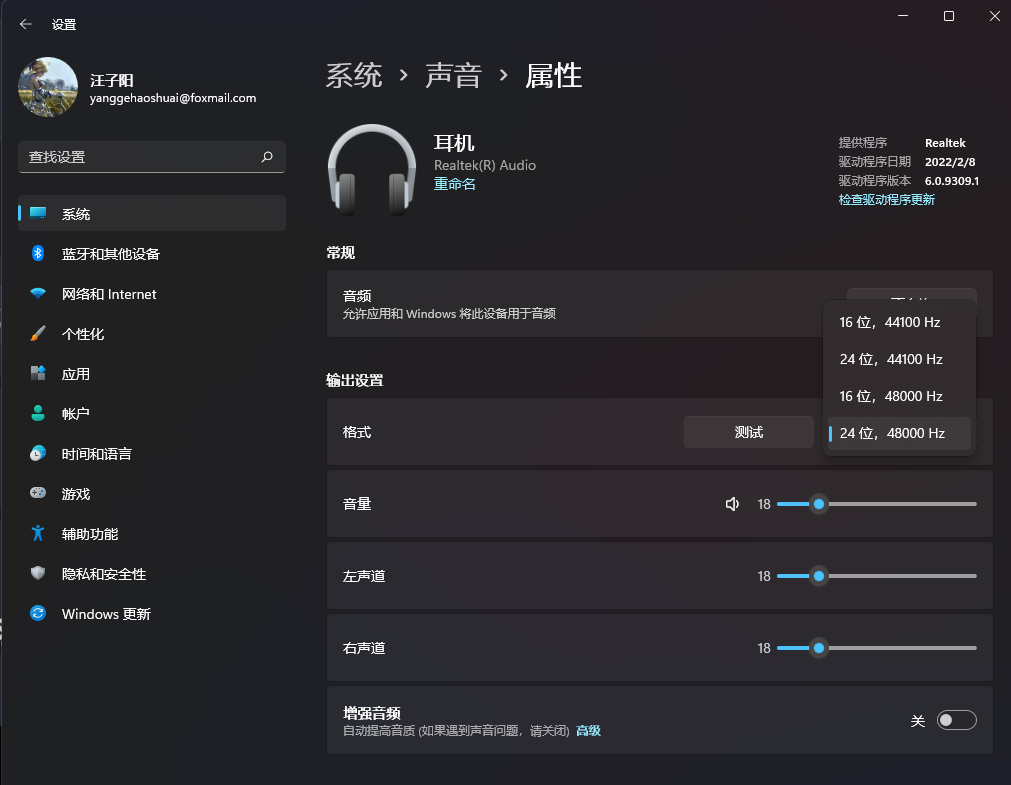 设置
汪子阳
yanggehaoshuai@foxmail.com
查找设置
系统
蓝牙和其他设备
网络和 Internet
个性化
应用
帐户
时间和语言
游戏
辅助功能
隐私和安全性
Windows 更新
系统 › 声音 › 属性
耳机
Realtek(R) Audio
重命名
提供程序 Realtek
驱动程序日期 2022/2/8
驱动程序版本 6.0.9309.1
检查驱动程序更新
常规
音频
允许应用和 Windows 将此设备用于音频
16 位，44100 Hz
24 位，44100 Hz
16 位，48000 Hz
24 位，48000 Hz
输出设置
格式
测试
音量
18
左声道
18
右声道
18
增强音频
自动提高音质 (如果遇到声音问题，请关闭) 高级
关